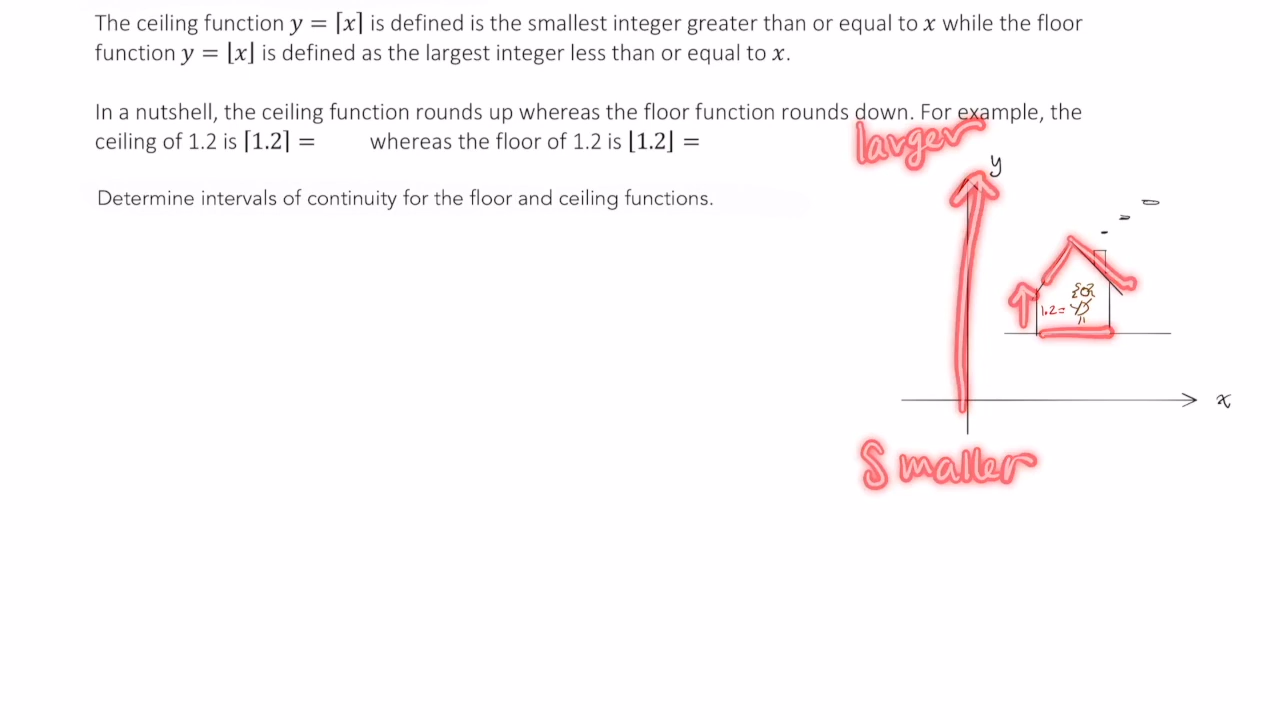 The ceiling function y = ⌈x⌉ is defined is the smallest integer greater than or equal to x while the floor
function y = ⌊x⌋ is defined as the largest integer less than or equal to x.
In a nutshell, the ceiling function rounds up whereas the floor function rounds down. For example, the
ceiling of 1.2 is ⌈1.2⌉ = whereas the floor of 1.2 is ⌊1.2⌋ =
larger
y
Determine intervals of continuity for the floor and ceiling functions.
1.2=
x
Smaller